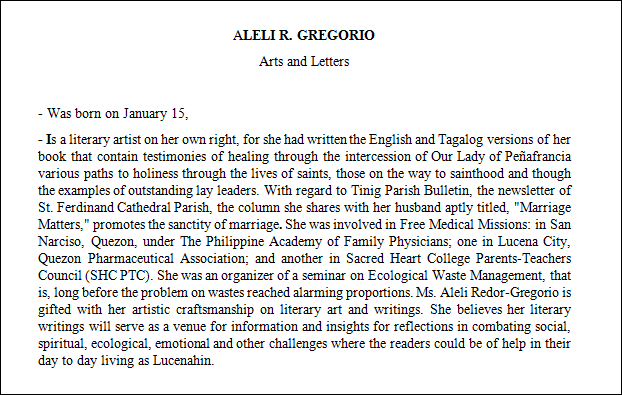 ALELI R. GREGORIO
Arts and Letters
- Was born on January 15,
- Is a literary artist on her own right, for she had written the English and Tagalog versions of her
book that contain testimonies of healing through the intercession of Our Lady of Peñafrancia
various paths to holiness through the lives of saints, those on the way to sainthood and though
the examples of outstanding lay leaders. With regard to Tinig Parish Bulletin, the newsletter of
St. Ferdinand Cathedral Parish, the column she shares with her husband aptly titled, "Marriage
Matters," promotes the sanctity of marriage. She was involved in Free Medical Missions: in San
Narciso, Quezon, under The Philippine Academy of Family Physicians; one in Lucena City,
Quezon Pharmaceutical Association; and another in Sacred Heart College Parents-Teachers
Council (SHC PTC). She was an organizer of a seminar on Ecological Waste Management, that
is, long before the problem on wastes reached alarming proportions. Ms. Aleli Redor-Gregorio is
gifted with her artistic craftsmanship on literary art and writings. She believes her literary
writings will serve as a venue for information and insights for reflections in combating social,
spiritual, ecological, emotional and other challenges where the readers could be of help in their
day to day living as Lucenahin.